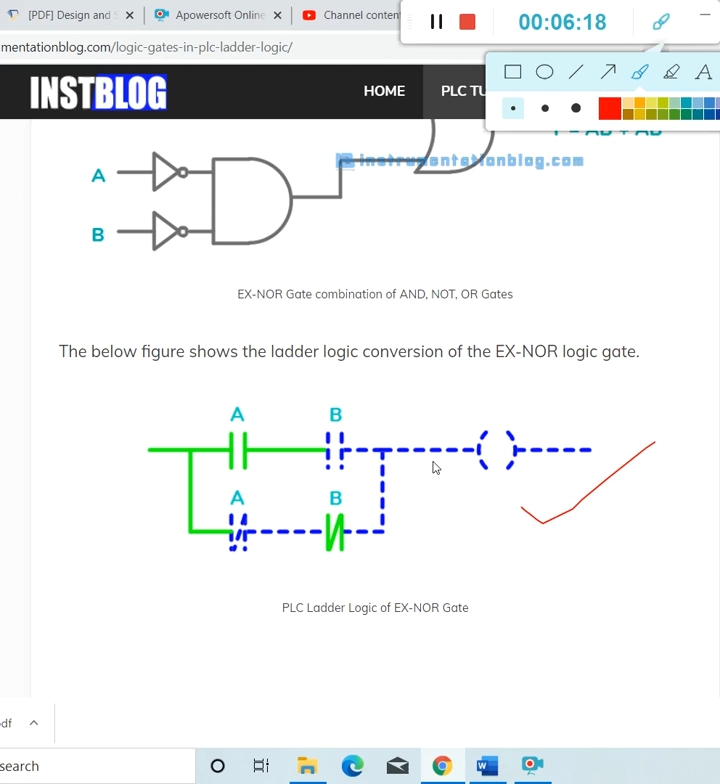 [PDF] Design and
Apowersoft Online
Channel conten
00:06:18
mentationblog.com/logic-gates-in-plc-ladder-logic/
A
INSTBLOG
HOME
PLC TU
A
instrumentationblog.com
B
EX-NOR Gate combination of AND, NOT, OR Gates
The below figure shows the ladder logic conversion of the EX-NOR logic gate.
A B
A B
PLC Ladder Logic of EX-NOR Gate
df
search